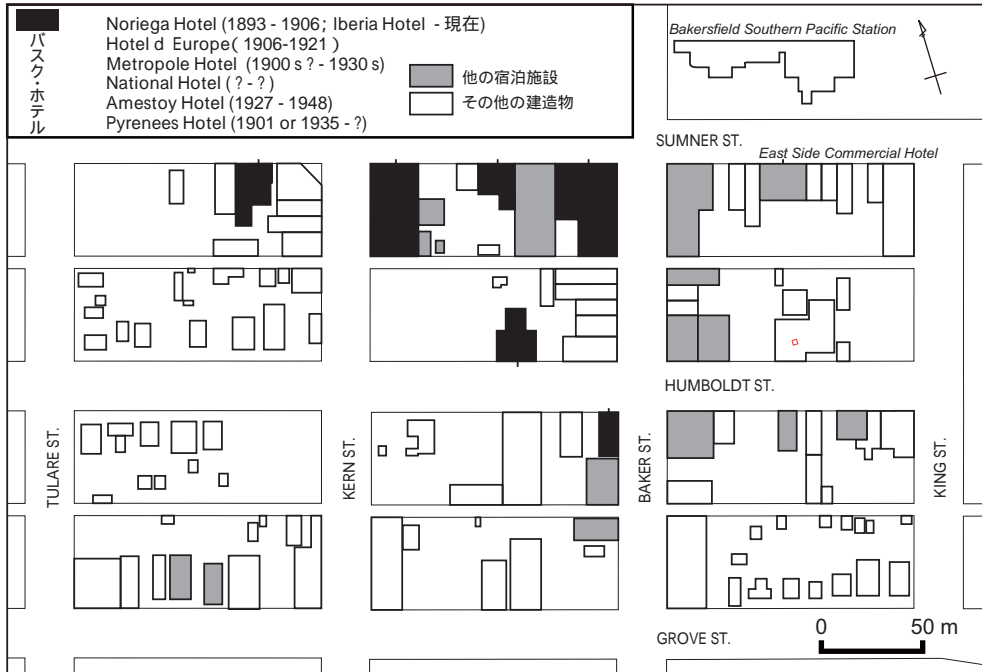 バスク・ホテル
Noriega Hotel (1893 - 1906; Iberia Hotel - 現在)
Hotel d Europe( 1906-1921 )
Metropole Hotel (1900 s ? - 1930 s)
National Hotel ( ? - ? )
Amestoy Hotel (1927 - 1948)
Pyrenees Hotel (1901 or 1935 - ?)
他の宿泊施設
その他の建造物
Bakersfield Southern Pacific Station
SUMNER ST.
East Side Commercial Hotel
HUMBOLDT ST.
TULARE ST.
KERN ST.
BAKER ST.
KING ST.
GROVE ST.
0 50 m